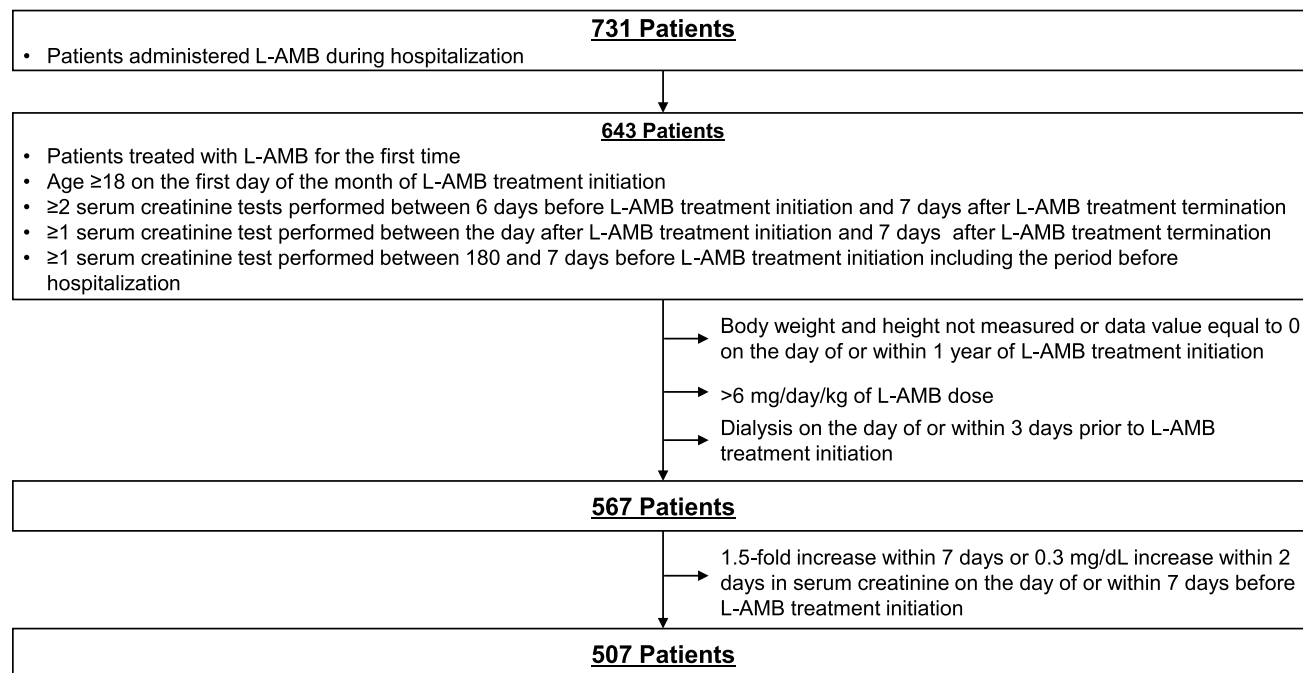 731 Patients
• Patients administered L-AMB during hospitalization
643 Patients
• Patients treated with L-AMB for the first time
• Age ≥18 on the first day of the month of L-AMB treatment initiation
• ≥2 serum creatinine tests performed between 6 days before L-AMB treatment initiation and 7 days after L-AMB treatment termination
• ≥1 serum creatinine test performed between the day after L-AMB treatment initiation and 7 days after L-AMB treatment termination
• ≥1 serum creatinine test performed between 180 and 7 days before L-AMB treatment initiation including the period before
hospitalization
Body weight and height not measured or data value equal to 0
on the day of or within 1 year of L-AMB treatment initiation
>6 mg/day/kg of L-AMB dose
Dialysis on the day of or within 3 days prior to L-AMB
treatment initiation
567 Patients
1.5-fold increase within 7 days or 0.3 mg/dL increase within 2
days in serum creatinine on the day of or within 7 days before
L-AMB treatment initiation
507 Patients